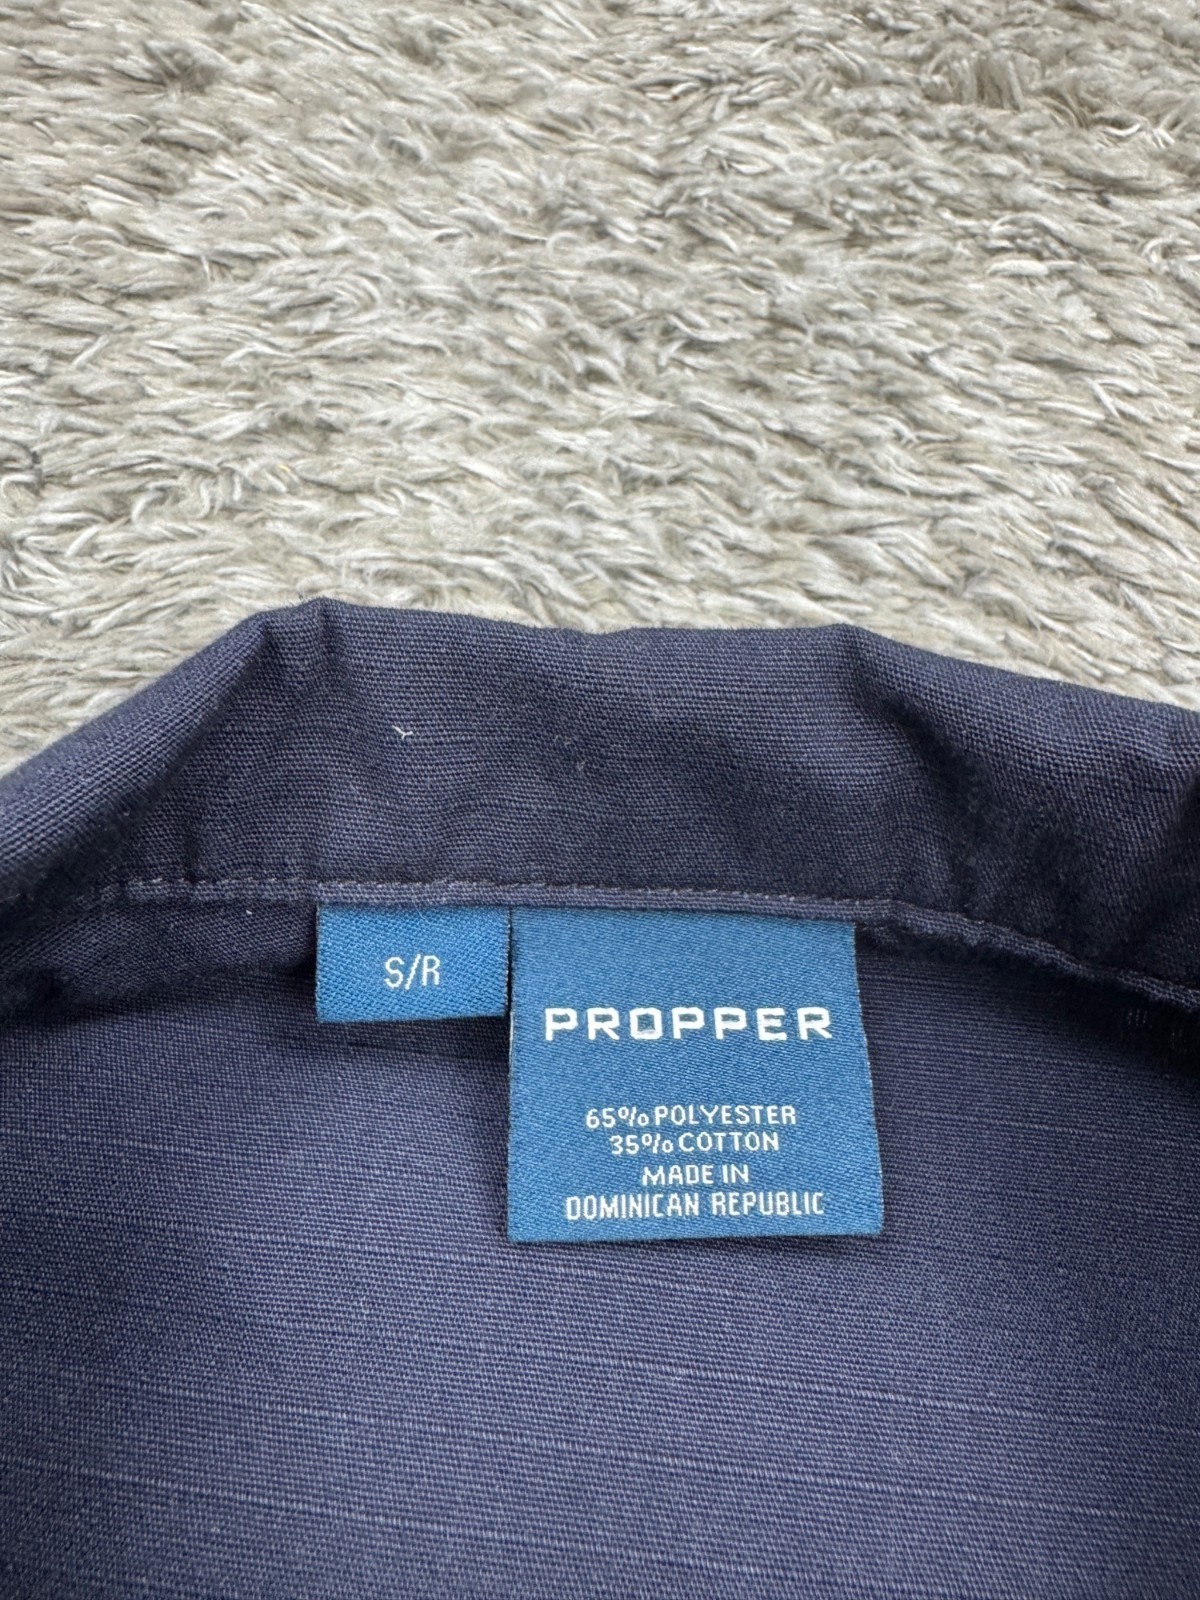 S/R
PROPPER
65% POLYESTER
35% COTTON
MADE IN
DOMINICAN REPUBLIC